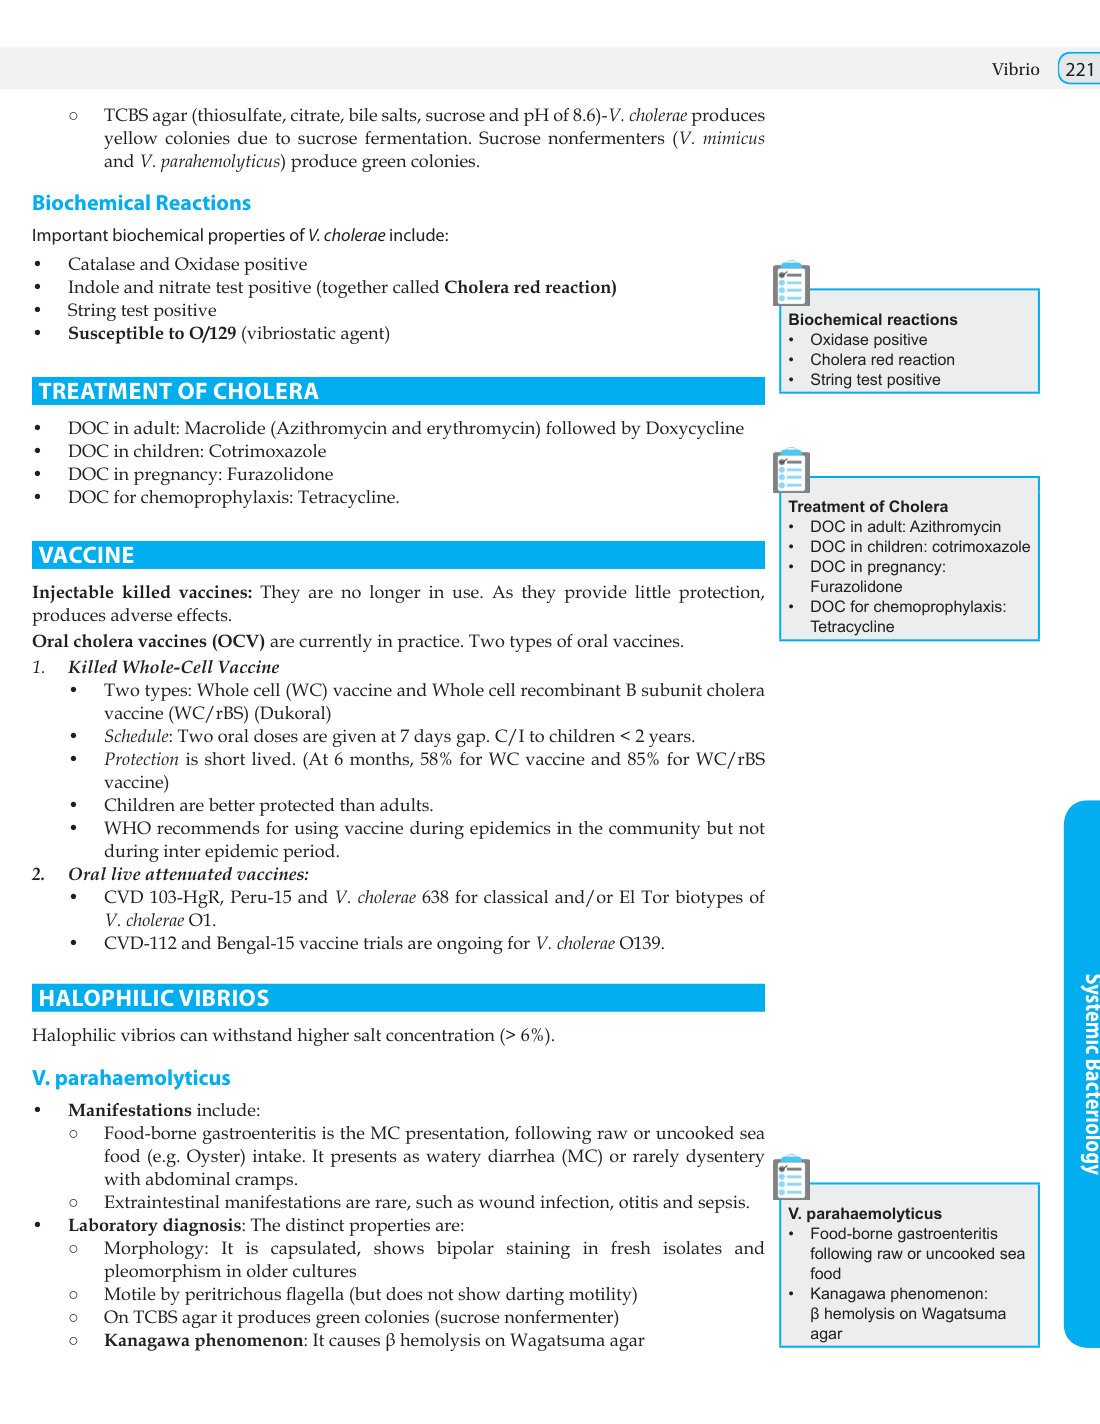 Vibrio 221
○ TCBS agar (thiosulfate, citrate, bile salts, sucrose and pH of 8.6)-V. cholerae produces
yellow colonies due to sucrose fermentation. Sucrose nonfermenters (V. mimicus
and V. parahemolyticus) produce green colonies.
Biochemical Reactions
Important biochemical properties of V. cholerae include:
• Catalase and Oxidase positive
• Indole and nitrate test positive (together called Cholera red reaction)
• String test positive
• Susceptible to O/129 (vibriostatic agent)
Biochemical reactions
• Oxidase positive
• Cholera red reaction
• String test positive
TREATMENT OF CHOLERA
• DOC in adult: Macrolide (Azithromycin and erythromycin) followed by Doxycycline
• DOC in children: Cotrimoxazole
• DOC in pregnancy: Furazolidone
• DOC for chemoprophylaxis: Tetracycline.
Treatment of Cholera
• DOC in adult: Azithromycin
• DOC in children: cotrimoxazole
• DOC in pregnancy:
Furazolidone
• DOC for chemoprophylaxis:
Tetracycline
VACCINE
Injectable killed vaccines: They are no longer in use. As they provide little protection,
produces adverse effects.
Oral cholera vaccines (OCV) are currently in practice. Two types of oral vaccines.
1. Killed Whole-Cell Vaccine
• Two types: Whole cell (WC) vaccine and Whole cell recombinant B subunit cholera
vaccine (WC/rBS) (Dukoral)
• Schedule: Two oral doses are given at 7 days gap. C/I to children < 2 years.
• Protection is short lived. (At 6 months, 58% for WC vaccine and 85% for WC/rBS
vaccine)
• Children are better protected than adults.
• WHO recommends for using vaccine during epidemics in the community but not
during inter epidemic period.
2. Oral live attenuated vaccines:
• CVD 103-HgR, Peru-15 and V. cholerae 638 for classical and/or El Tor biotypes of
V. cholerae O1.
• CVD-112 and Bengal-15 vaccine trials are ongoing for V. cholerae O139.
HALOPHILIC VIBRIOS
Halophilic vibrios can withstand higher salt concentration (> 6%).
V. parahaemolyticus
• Manifestations include:
○ Food-borne gastroenteritis is the MC presentation, following raw or uncooked sea
food (e.g. Oyster) intake. It presents as watery diarrhea (MC) or rarely dysentery
with abdominal cramps.
○ Extraintestinal manifestations are rare, such as wound infection, otitis and sepsis.
• Laboratory diagnosis: The distinct properties are:
○ Morphology: It is capsulated, shows bipolar staining in fresh isolates and
pleomorphism in older cultures
○ Motile by peritrichous flagella (but does not show darting motility)
○ On TCBS agar it produces green colonies (sucrose nonfermenter)
○ Kanagawa phenomenon: It causes β hemolysis on Wagatsuma agar
V. parahaemolyticus
• Food-borne gastroenteritis
following raw or uncooked sea
food
• Kanagawa phenomenon:
β hemolysis on Wagatsuma
agar
Systemic Bacteriology